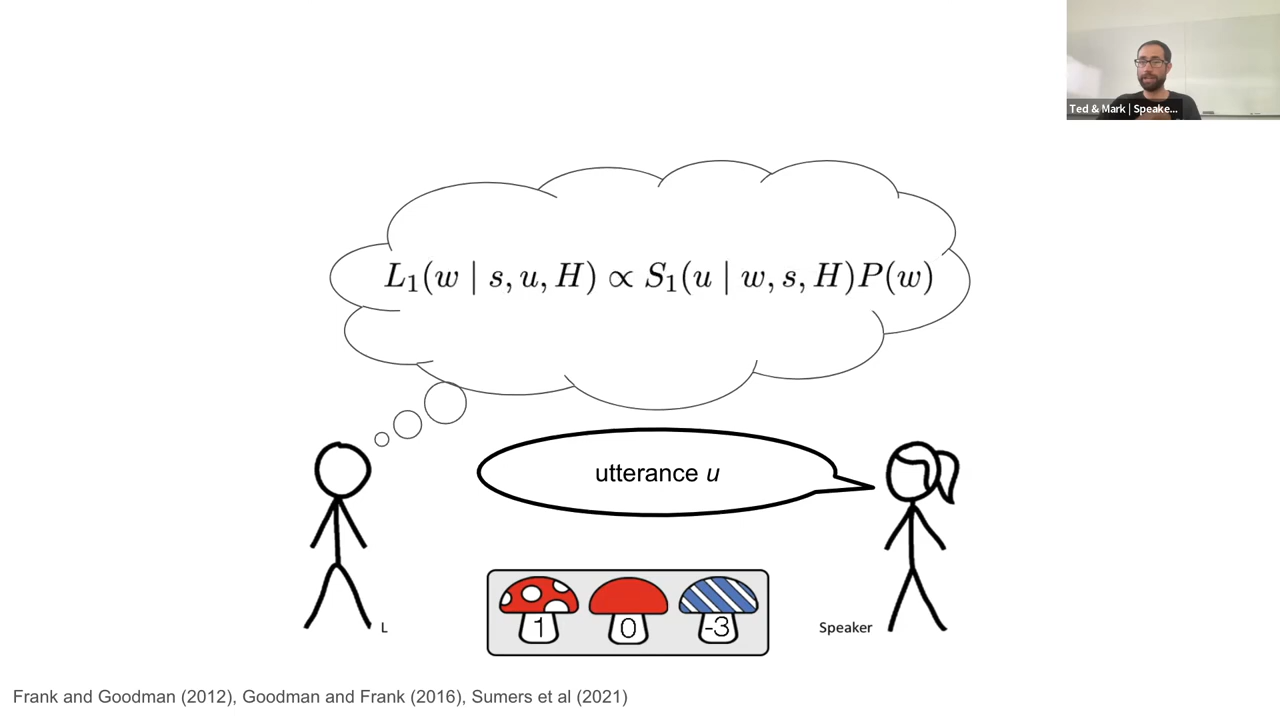 Ted & Mark | Speake...
L₁(w | s, u, H) ∝ S₁(u | w, s, H)P(w)
utterance u
1 0 -3
L
Speaker
Frank and Goodman (2012), Goodman and Frank (2016), Sumers et al (2021)